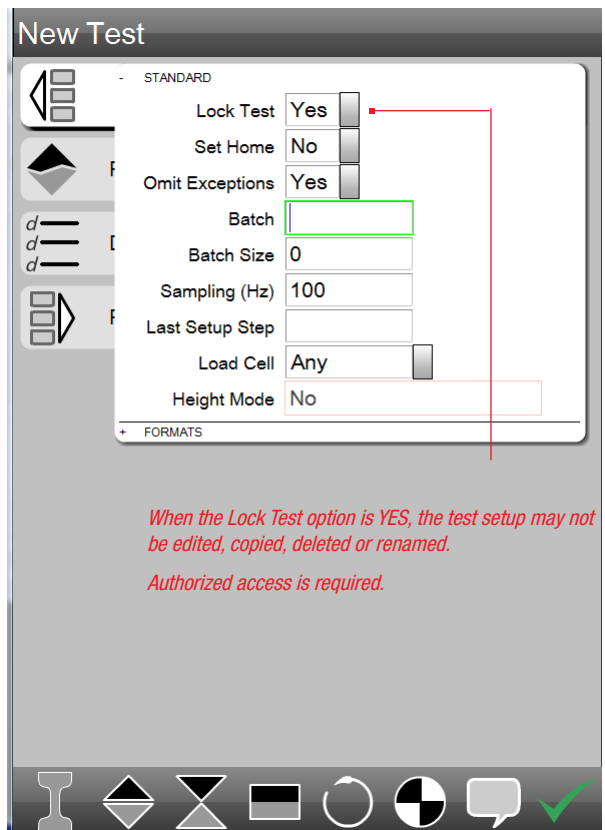 New Test
- STANDARD
Lock Test Yes
Set Home No
Omit Exceptions Yes
Batch
Batch Size 0
Sampling (Hz) 100
Last Setup Step
Load Cell Any
Height Mode No
+ FORMATS
d
d
d
When the Lock Test option is YES, the test setup may not
be edited, copied, deleted or renamed.
Authorized access is required.